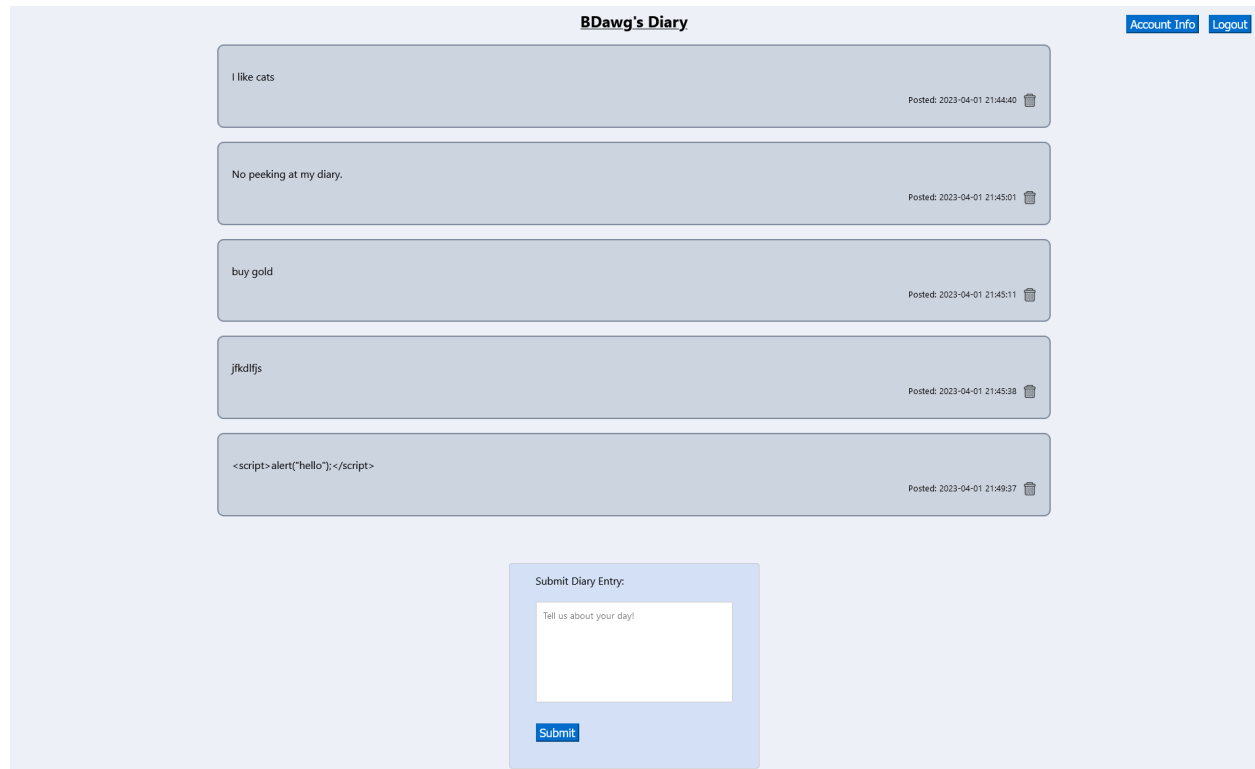 BDawg's Diary
Account Info
Logout
I like cats
Posted: 2023-04-01 21:44:40
No peeking at my diary.
Posted: 2023-04-01 21:45:01
buy gold
Posted: 2023-04-01 21:45:11
jfkdlfjs
Posted: 2023-04-01 21:45:38
<script>alert("hello");</script>
Posted: 2023-04-01 21:49:37
Submit Diary Entry:
Tell us about your day!
Submit